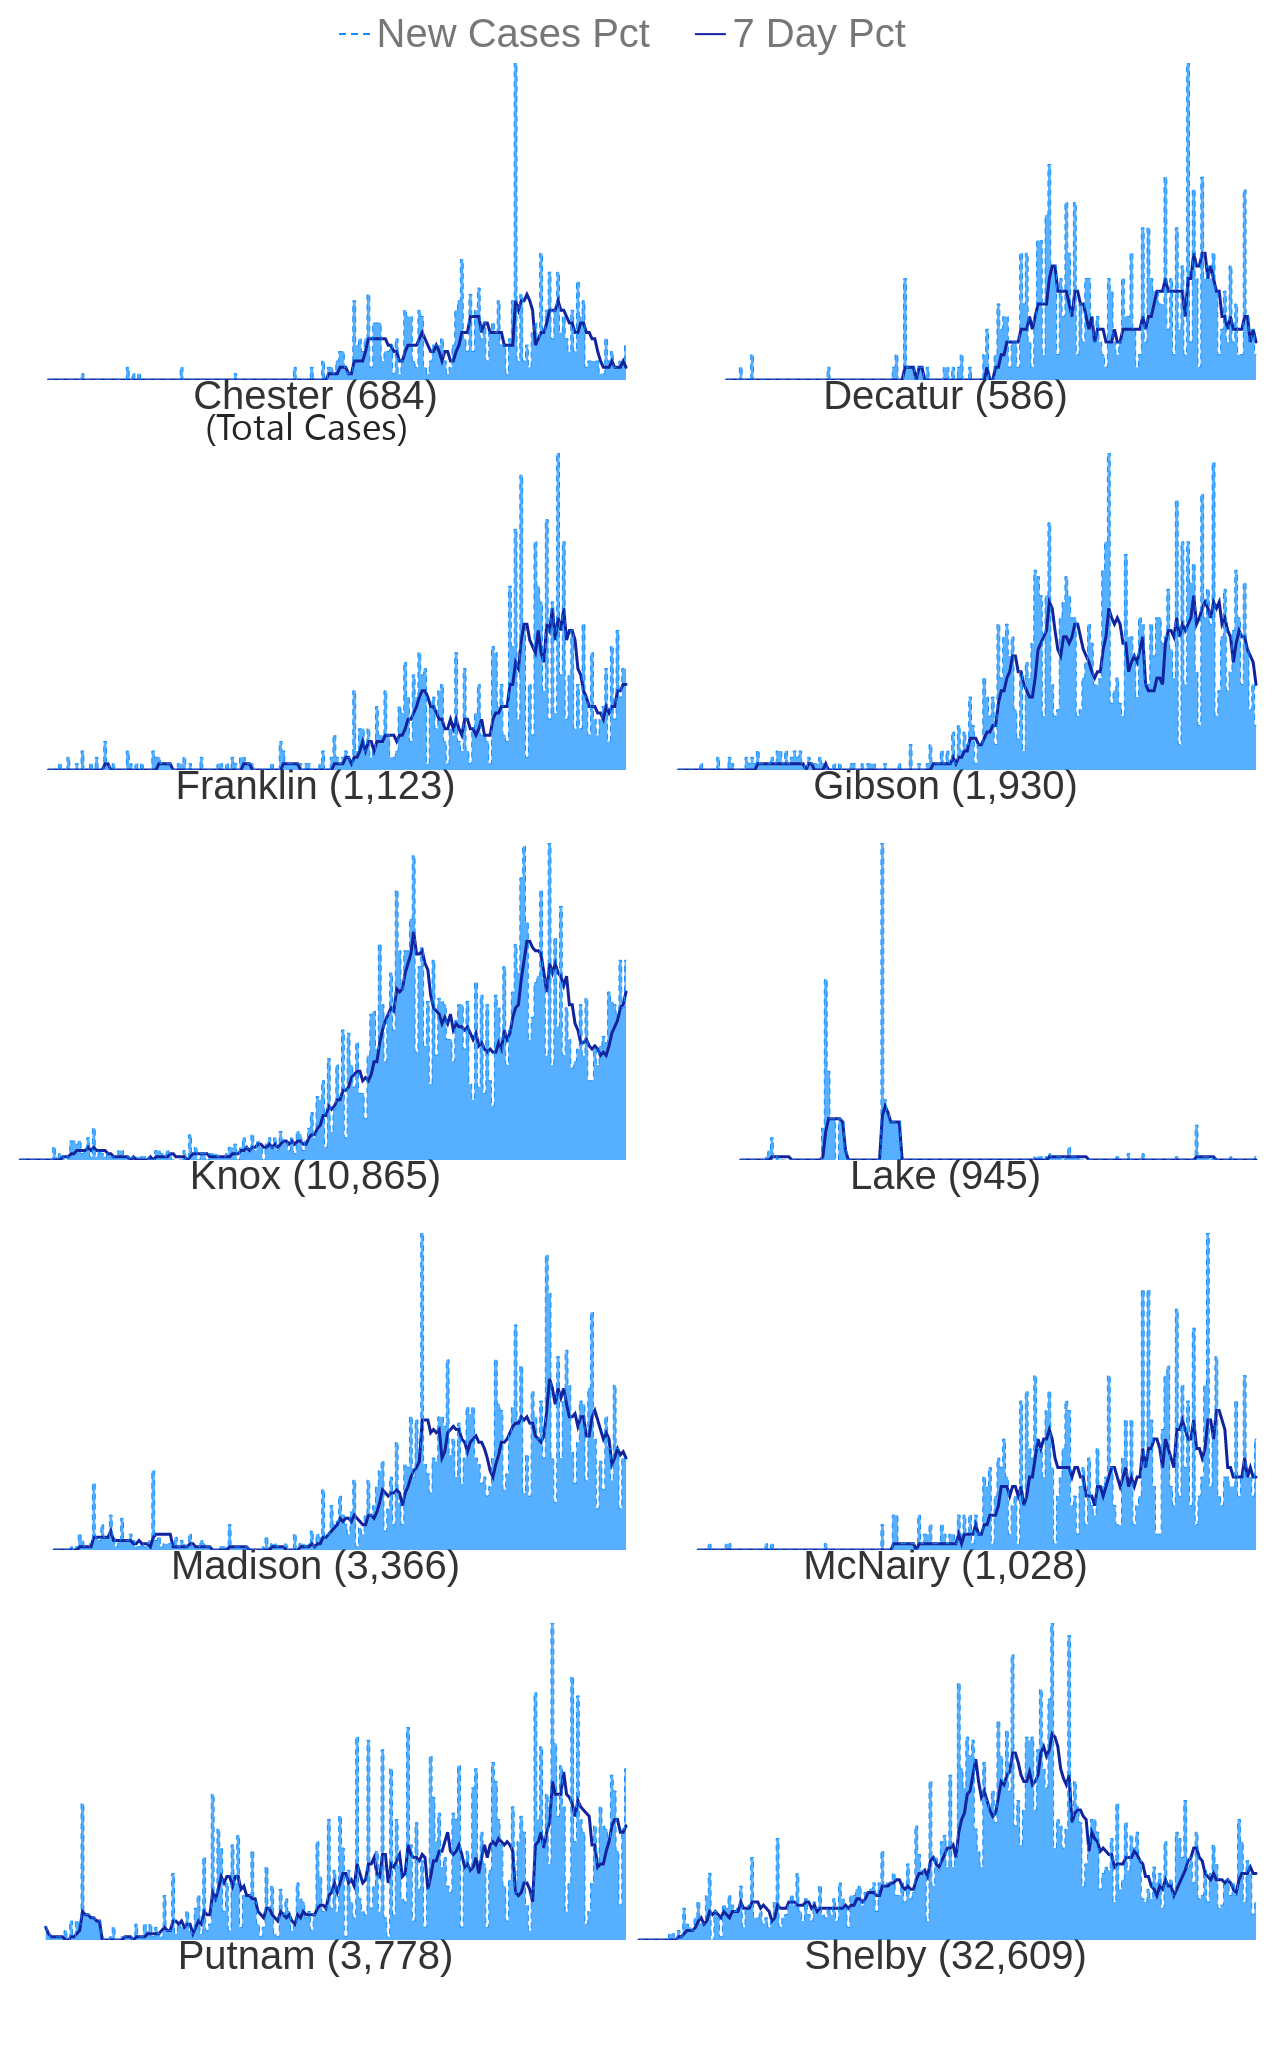 New Cases Pct 7 Day Pct
Chester (684) Decatur (586)
(Total Cases)
Franklin (1,123) Gibson (1,930)
Knox (10,865) Lake (945)
Madison (3,366) McNairy (1,028)
Putnam (3,778) Shelby (32,609)